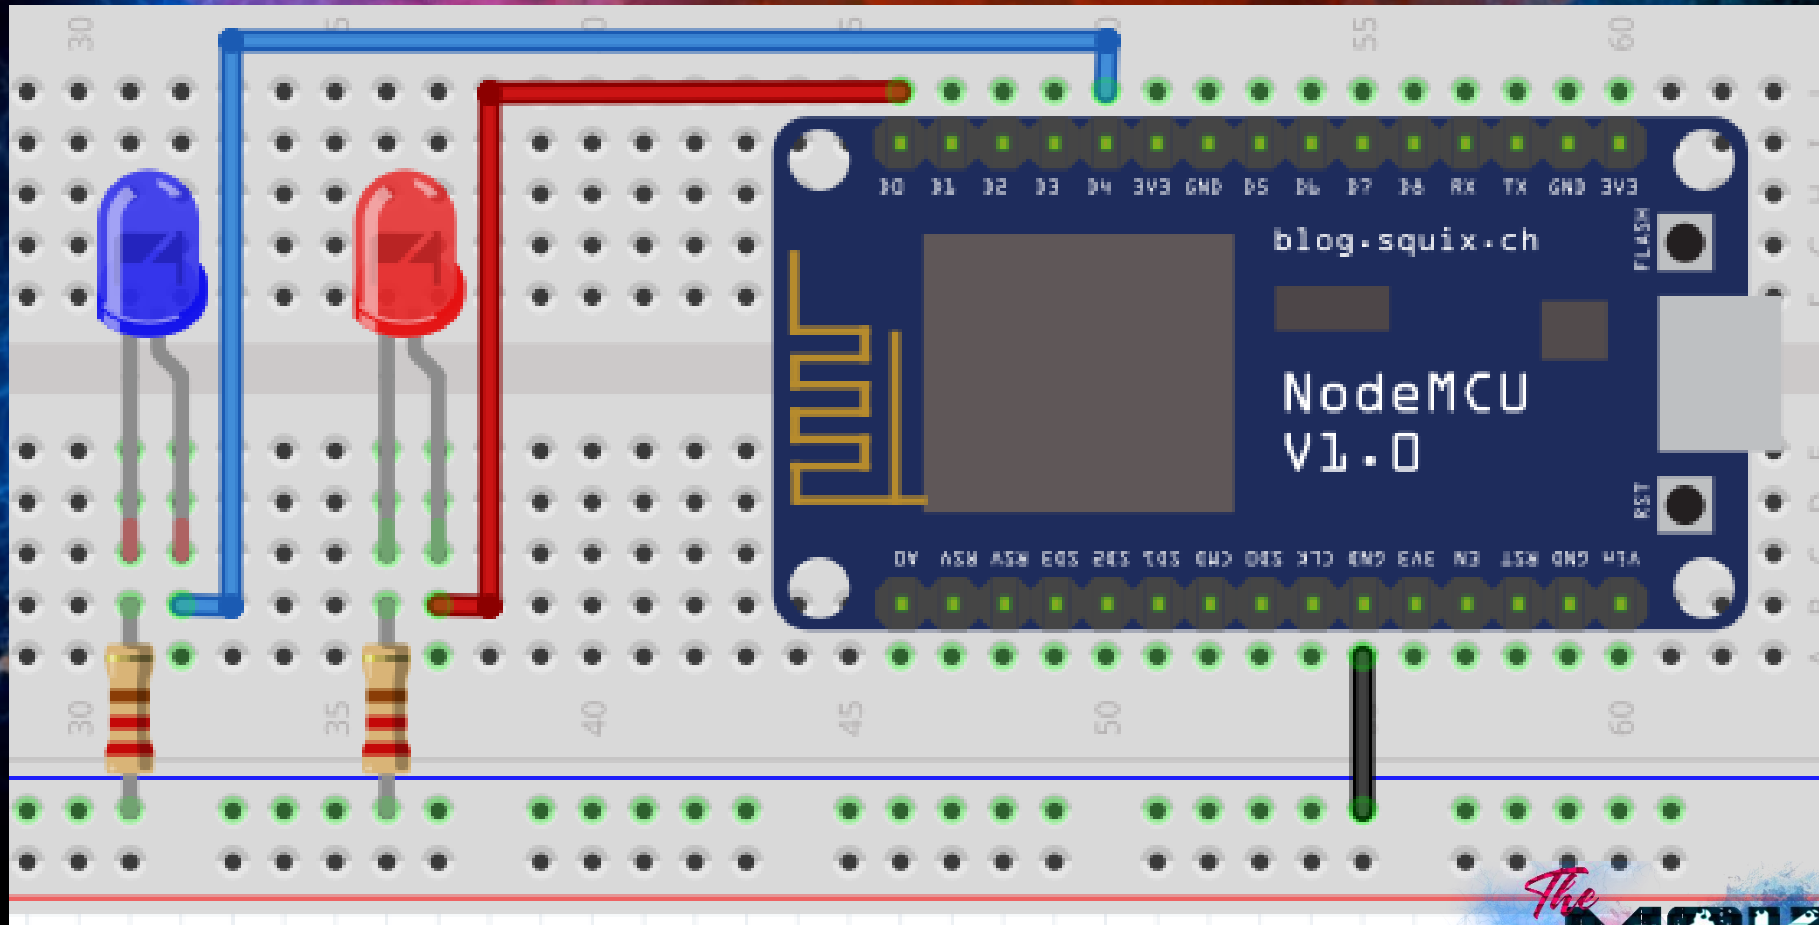 30 35 40 45 50 55 60
D0 D1 D2 D3 D4 3V3 GND D5 D6 D7 D8 RX TX GND 3V3
FLASH
blog.squix.ch
NodeMCU
V1.0
RST
A0 RSV RSV SD3 SD2 SD1 CMD SD0 CLK GND 3V3 EN RST GND Vin
30 35 40 45 50 60
The